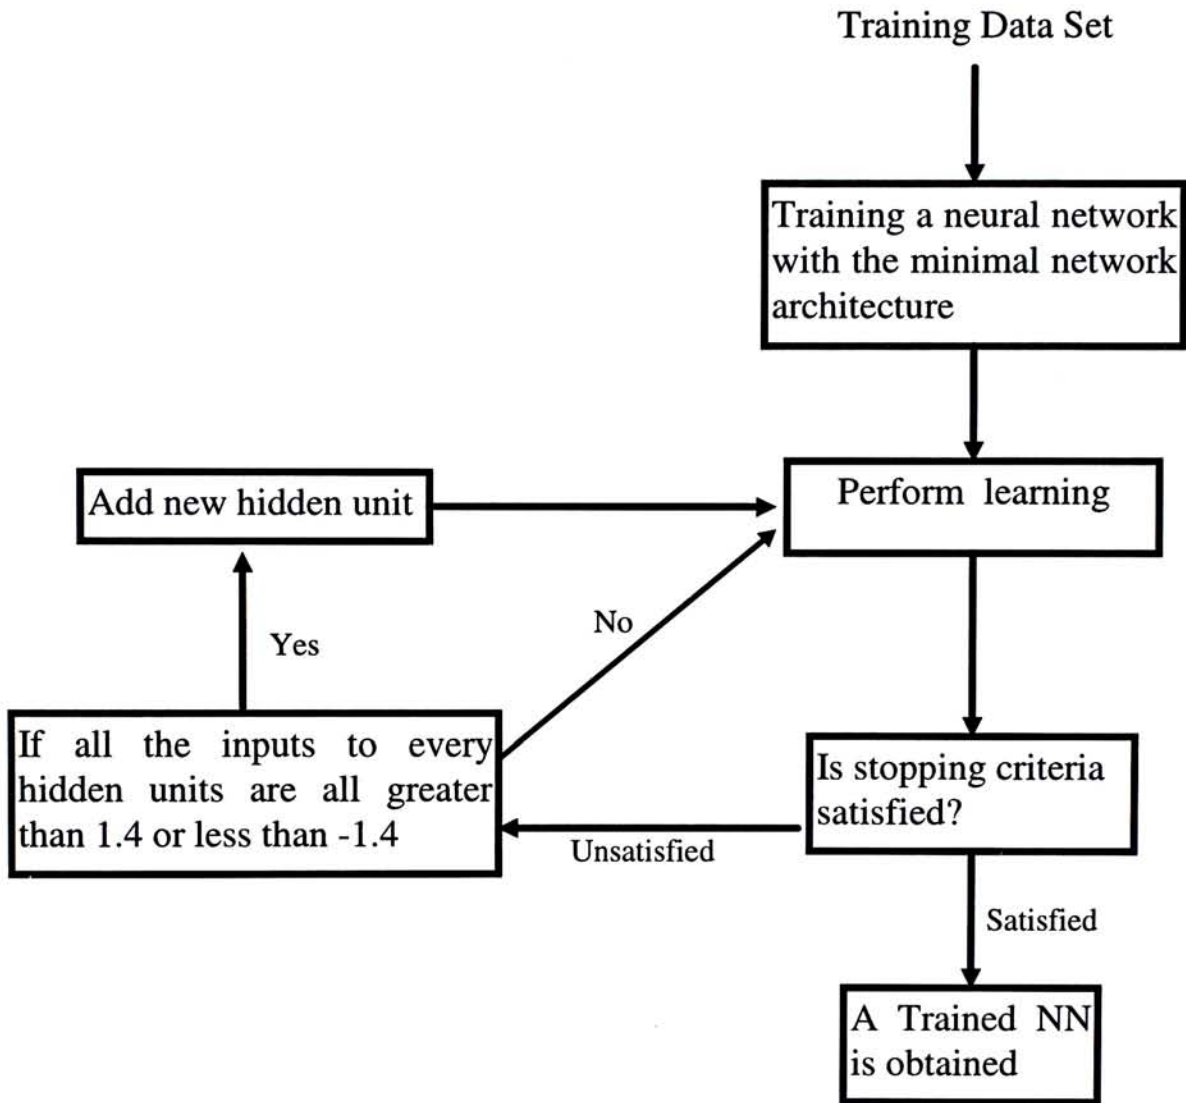 Training Data Set
Training a neural network
with the minimal network
architecture
Add new hidden unit
Perform learning
No
Yes
If all the inputs to every
hidden units are all greater
than 1.4 or less than -1.4
Is stopping criteria
satisfied?
Unsatisfied
Satisfied
A Trained NN
is obtained